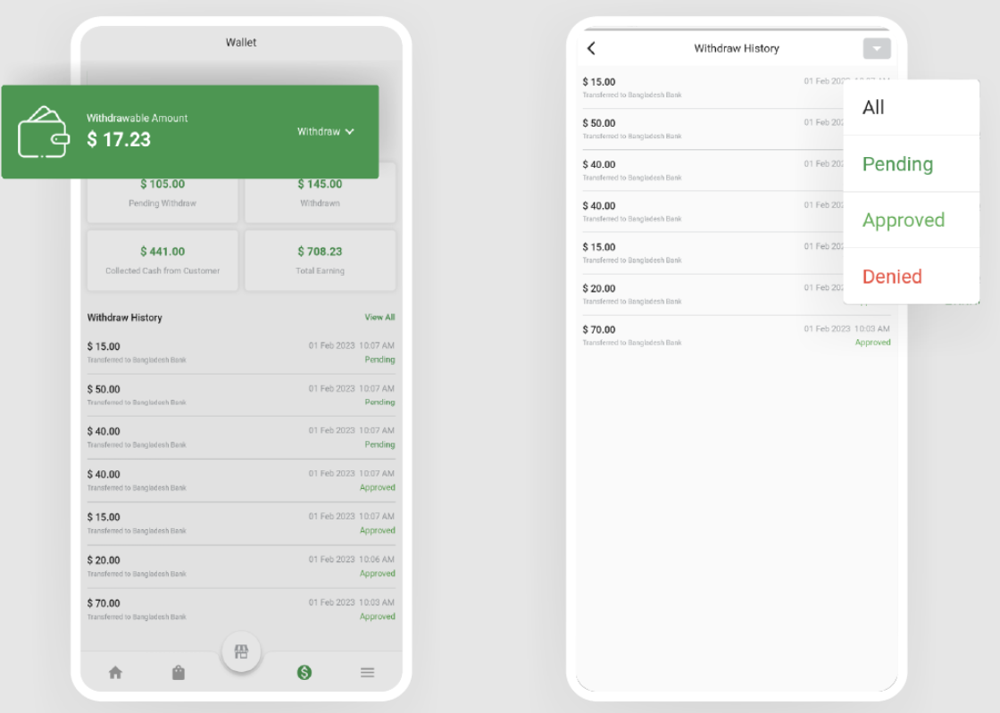 Wallet
Withdrawable Amount
$ 17.23
Withdraw
$ 105.00
Pending Withdraw
$ 145.00
Withdrawn
$ 441.00
Collected Cash from Customer
$ 708.23
Total Earning
Withdraw History View All
$ 15.00 01 Feb 2023 10:07 AM
Transferred to Bangladesh Bank Pending
$ 50.00 01 Feb 2023 10:07 AM
Transferred to Bangladesh Bank Pending
$ 40.00 01 Feb 2023 10:07 AM
Transferred to Bangladesh Bank Pending
$ 40.00 01 Feb 2023 10:07 AM
Transferred to Bangladesh Bank Approved
$ 15.00 01 Feb 2023 10:07 AM
Transferred to Bangladesh Bank Approved
$ 20.00 01 Feb 2023 10:06 AM
Transferred to Bangladesh Bank Approved
$ 70.00 01 Feb 2023 10:03 AM
Transferred to Bangladesh Bank Approved
Withdraw History
$ 15.00 01 Feb
Transferred to Bangladesh Bank
$ 50.00 01 Feb
Transferred to Bangladesh Bank
$ 40.00 01 Feb
Transferred to Bangladesh Bank
$ 40.00 01 Feb
Transferred to Bangladesh Bank
$ 15.00 01 Feb
Transferred to Bangladesh Bank
$ 20.00 01 Feb
Transferred to Bangladesh Bank
$ 70.00 01 Feb 2023 10:03 AM
Transferred to Bangladesh Bank Approved
All
Pending
Approved
Denied